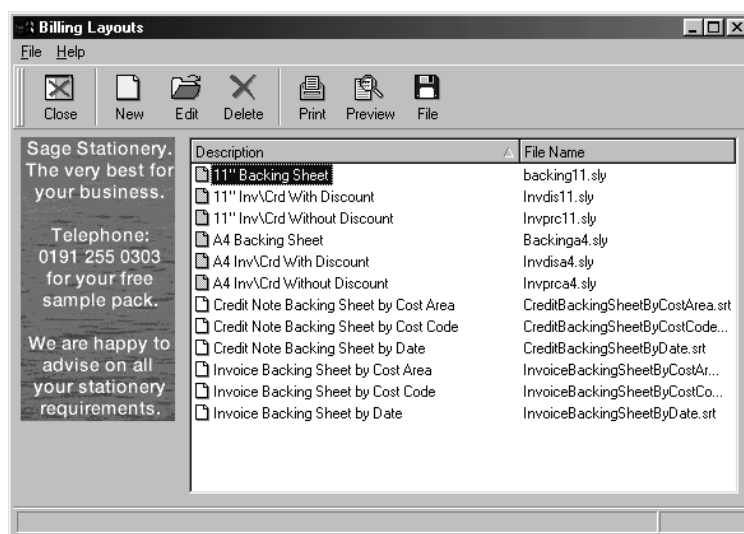 Billing Layouts
File Help
Close New Edit Delete Print Preview File
Sage Stationery.
The very best for
your business.
Telephone:
0191 255 0303
for your free
sample pack.
We are happy to
advise on all
your stationery
requirements.
Description File Name
11" Backing Sheet backing11.sly
11" Inv\Crd With Discount Invdis11.sly
11" Inv\Crd Without Discount Invprc11.sly
A4 Backing Sheet Backinga4.sly
A4 Inv\Crd With Discount Invdisa4.sly
A4 Inv\Crd Without Discount Invprca4.sly
Credit Note Backing Sheet by Cost Area CreditBackingSheetByCostArea.srt
Credit Note Backing Sheet by Cost Code CreditBackingSheetByCostCode...
Credit Note Backing Sheet by Date CreditBackingSheetByDate.srt
Invoice Backing Sheet by Cost Area InvoiceBackingSheetByCostAr...
Invoice Backing Sheet by Cost Code InvoiceBackingSheetByCostCo...
Invoice Backing Sheet by Date InvoiceBackingSheetByDate.srt